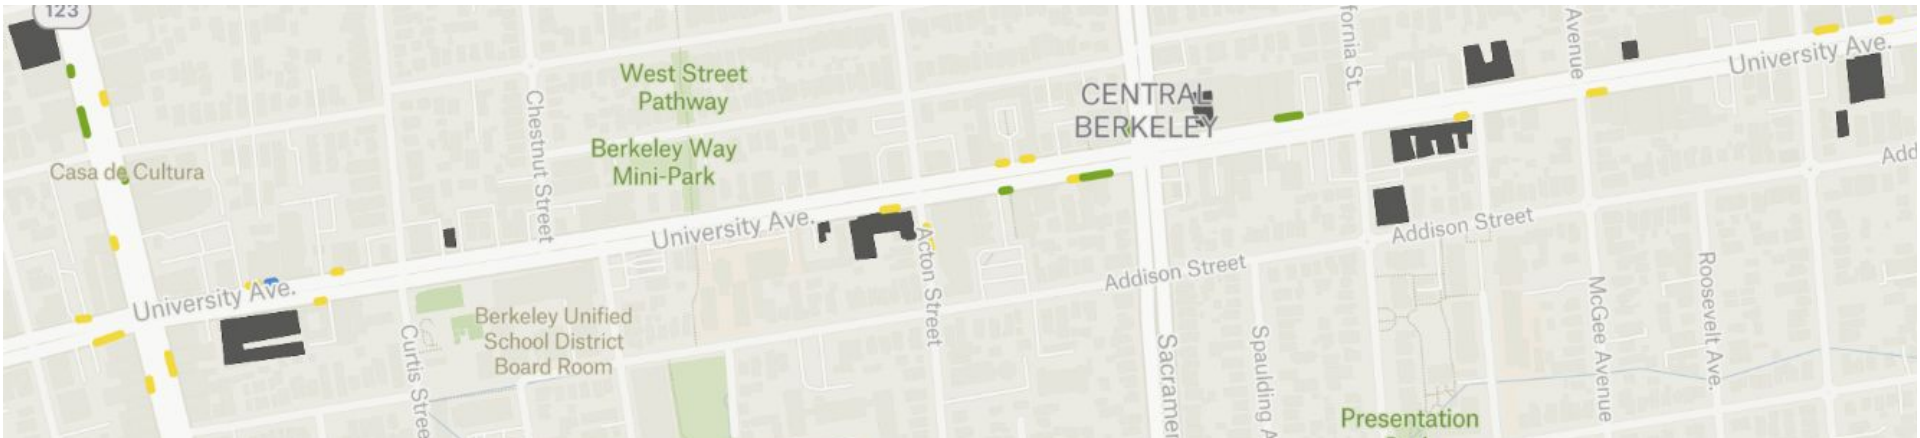 123
fornia St.
Avenue
University Ave.
West Street
Pathway
CENTRAL
BERKELEY
Chestnut Street
Berkeley Way
Mini-Park
Casa de Cultura
Add
University Ave.
Addison Street
Acton Street
Addison Street
University Ave.
Berkeley Unified
School District
Board Room
Curtis Stree
Sacramen
Spaulding A
McGee Avenue
Roosevelt Ave.
Presentation